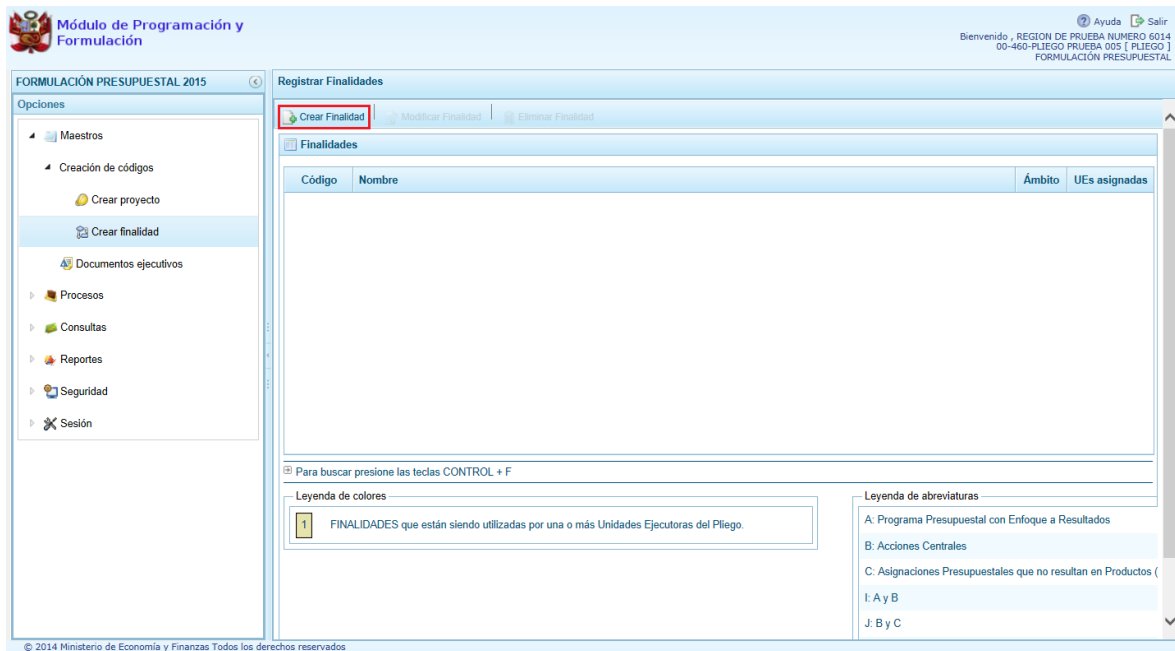 Módulo de Programación y
Formulación
Ayuda Salir
Bienvenido , REGION DE PRUEBA NUMERO 6014
00-460-PLIEGO PRUEBA 005 [ PLIEGO ]
FORMULACIÓN PRESUPUESTAL
FORMULACIÓN PRESUPUESTAL 2015
Opciones
Maestros
Creación de códigos
Crear proyecto
Crear finalidad
Documentos ejecutivos
Procesos
Consultas
Reportes
Seguridad
Sesión
Registrar Finalidades
Crear Finalidad Modificar Finalidad Eliminar Finalidad
Finalidades
Código Nombre Ámbito UEs asignadas
Para buscar presione las teclas CONTROL + F
Leyenda de colores
1 FINALIDADES que están siendo utilizadas por una o más Unidades Ejecutoras del Pliego.
Leyenda de abreviaturas
A: Programa Presupuestal con Enfoque a Resultados
B: Acciones Centrales
C: Asignaciones Presupuestales que no resultan en Productos (
I: A y B
J: B y C
© 2014 Ministerio de Economía y Finanzas Todos los derechos reservados